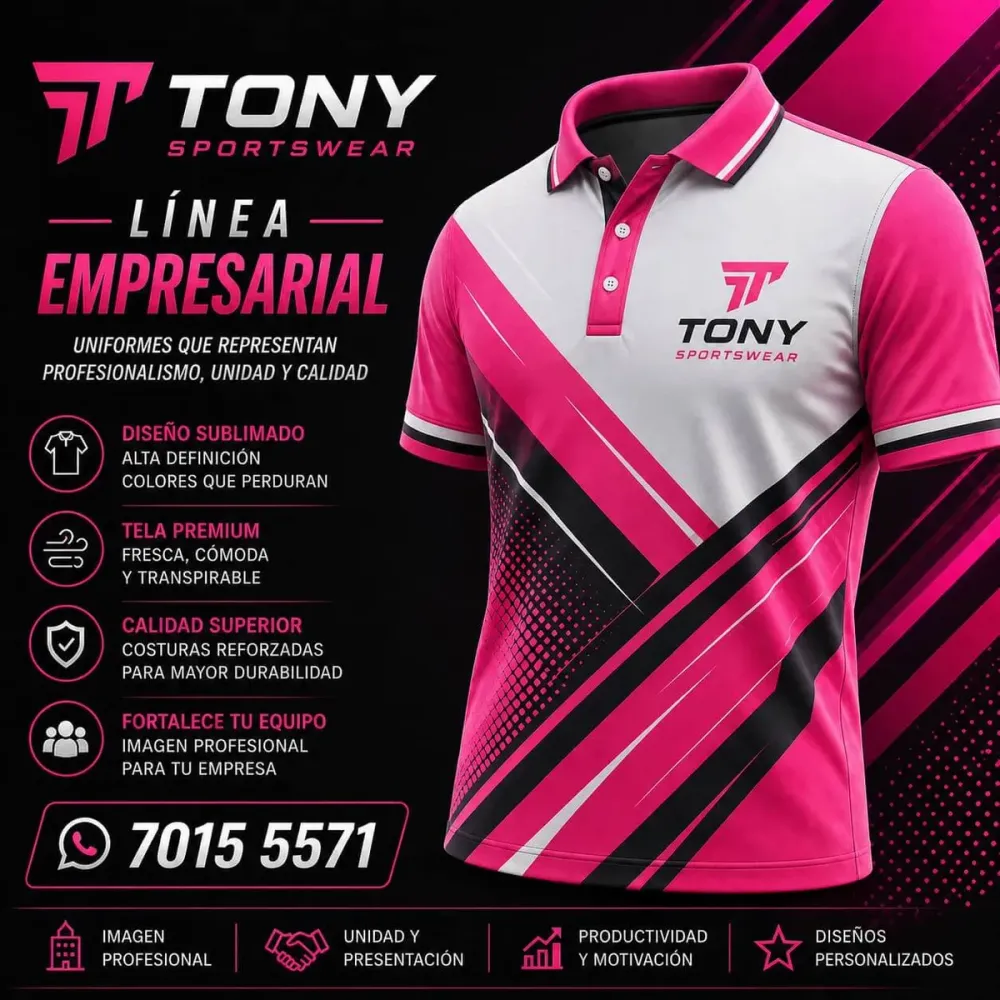 TONY
SPORTSWEAR
LÍNEA
EMPRESARIAL
UNIFORMES QUE REPRESENTAN
PROFESIONALISMO, UNIDAD Y CALIDAD
DISEÑO SUBLIMADO
ALTA DEFINICIÓN
COLORES QUE PERDURAN
TELA PREMIUM
FRESCA, CÓMODA
Y TRANSPIRABLE
CALIDAD SUPERIOR
COSTURAS REFORZADAS
PARA MAYOR DURABILIDAD
FORTALECE TU EQUIPO
IMAGEN PROFESIONAL
PARA TU EMPRESA
7015 5571
TONY
SPORTSWEAR
IMAGEN
PROFESIONAL
UNIDAD Y
PRESENTACIÓN
PRODUCTIVIDAD
Y MOTIVACIÓN
DISEÑOS
PERSONALIZADOS